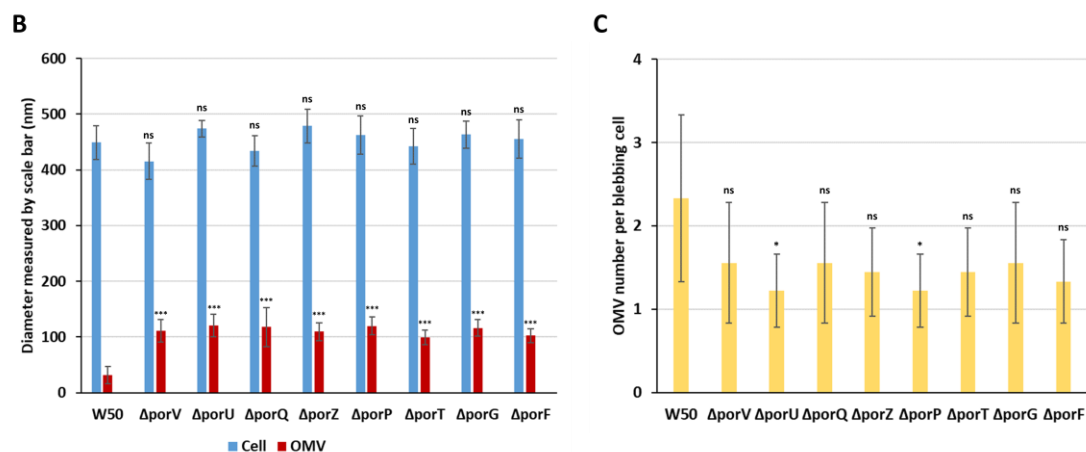 B
Diameter measured by scale bar (nm)
600
500
400
300
200
100
0
ns
ns
ns
ns
ns
ns
ns
ns
***
***
***
***
***
***
***
***
W50 ΔporV ΔporU ΔporQ ΔporZ ΔporP ΔporT ΔporG ΔporF
Cell OMV
C
OMV number per blebbing cell
4
3
2
1
0
ns
*
ns
ns
*
ns
ns
ns
W50 ΔporV ΔporU ΔporQ ΔporZ ΔporP ΔporT ΔporG ΔporF